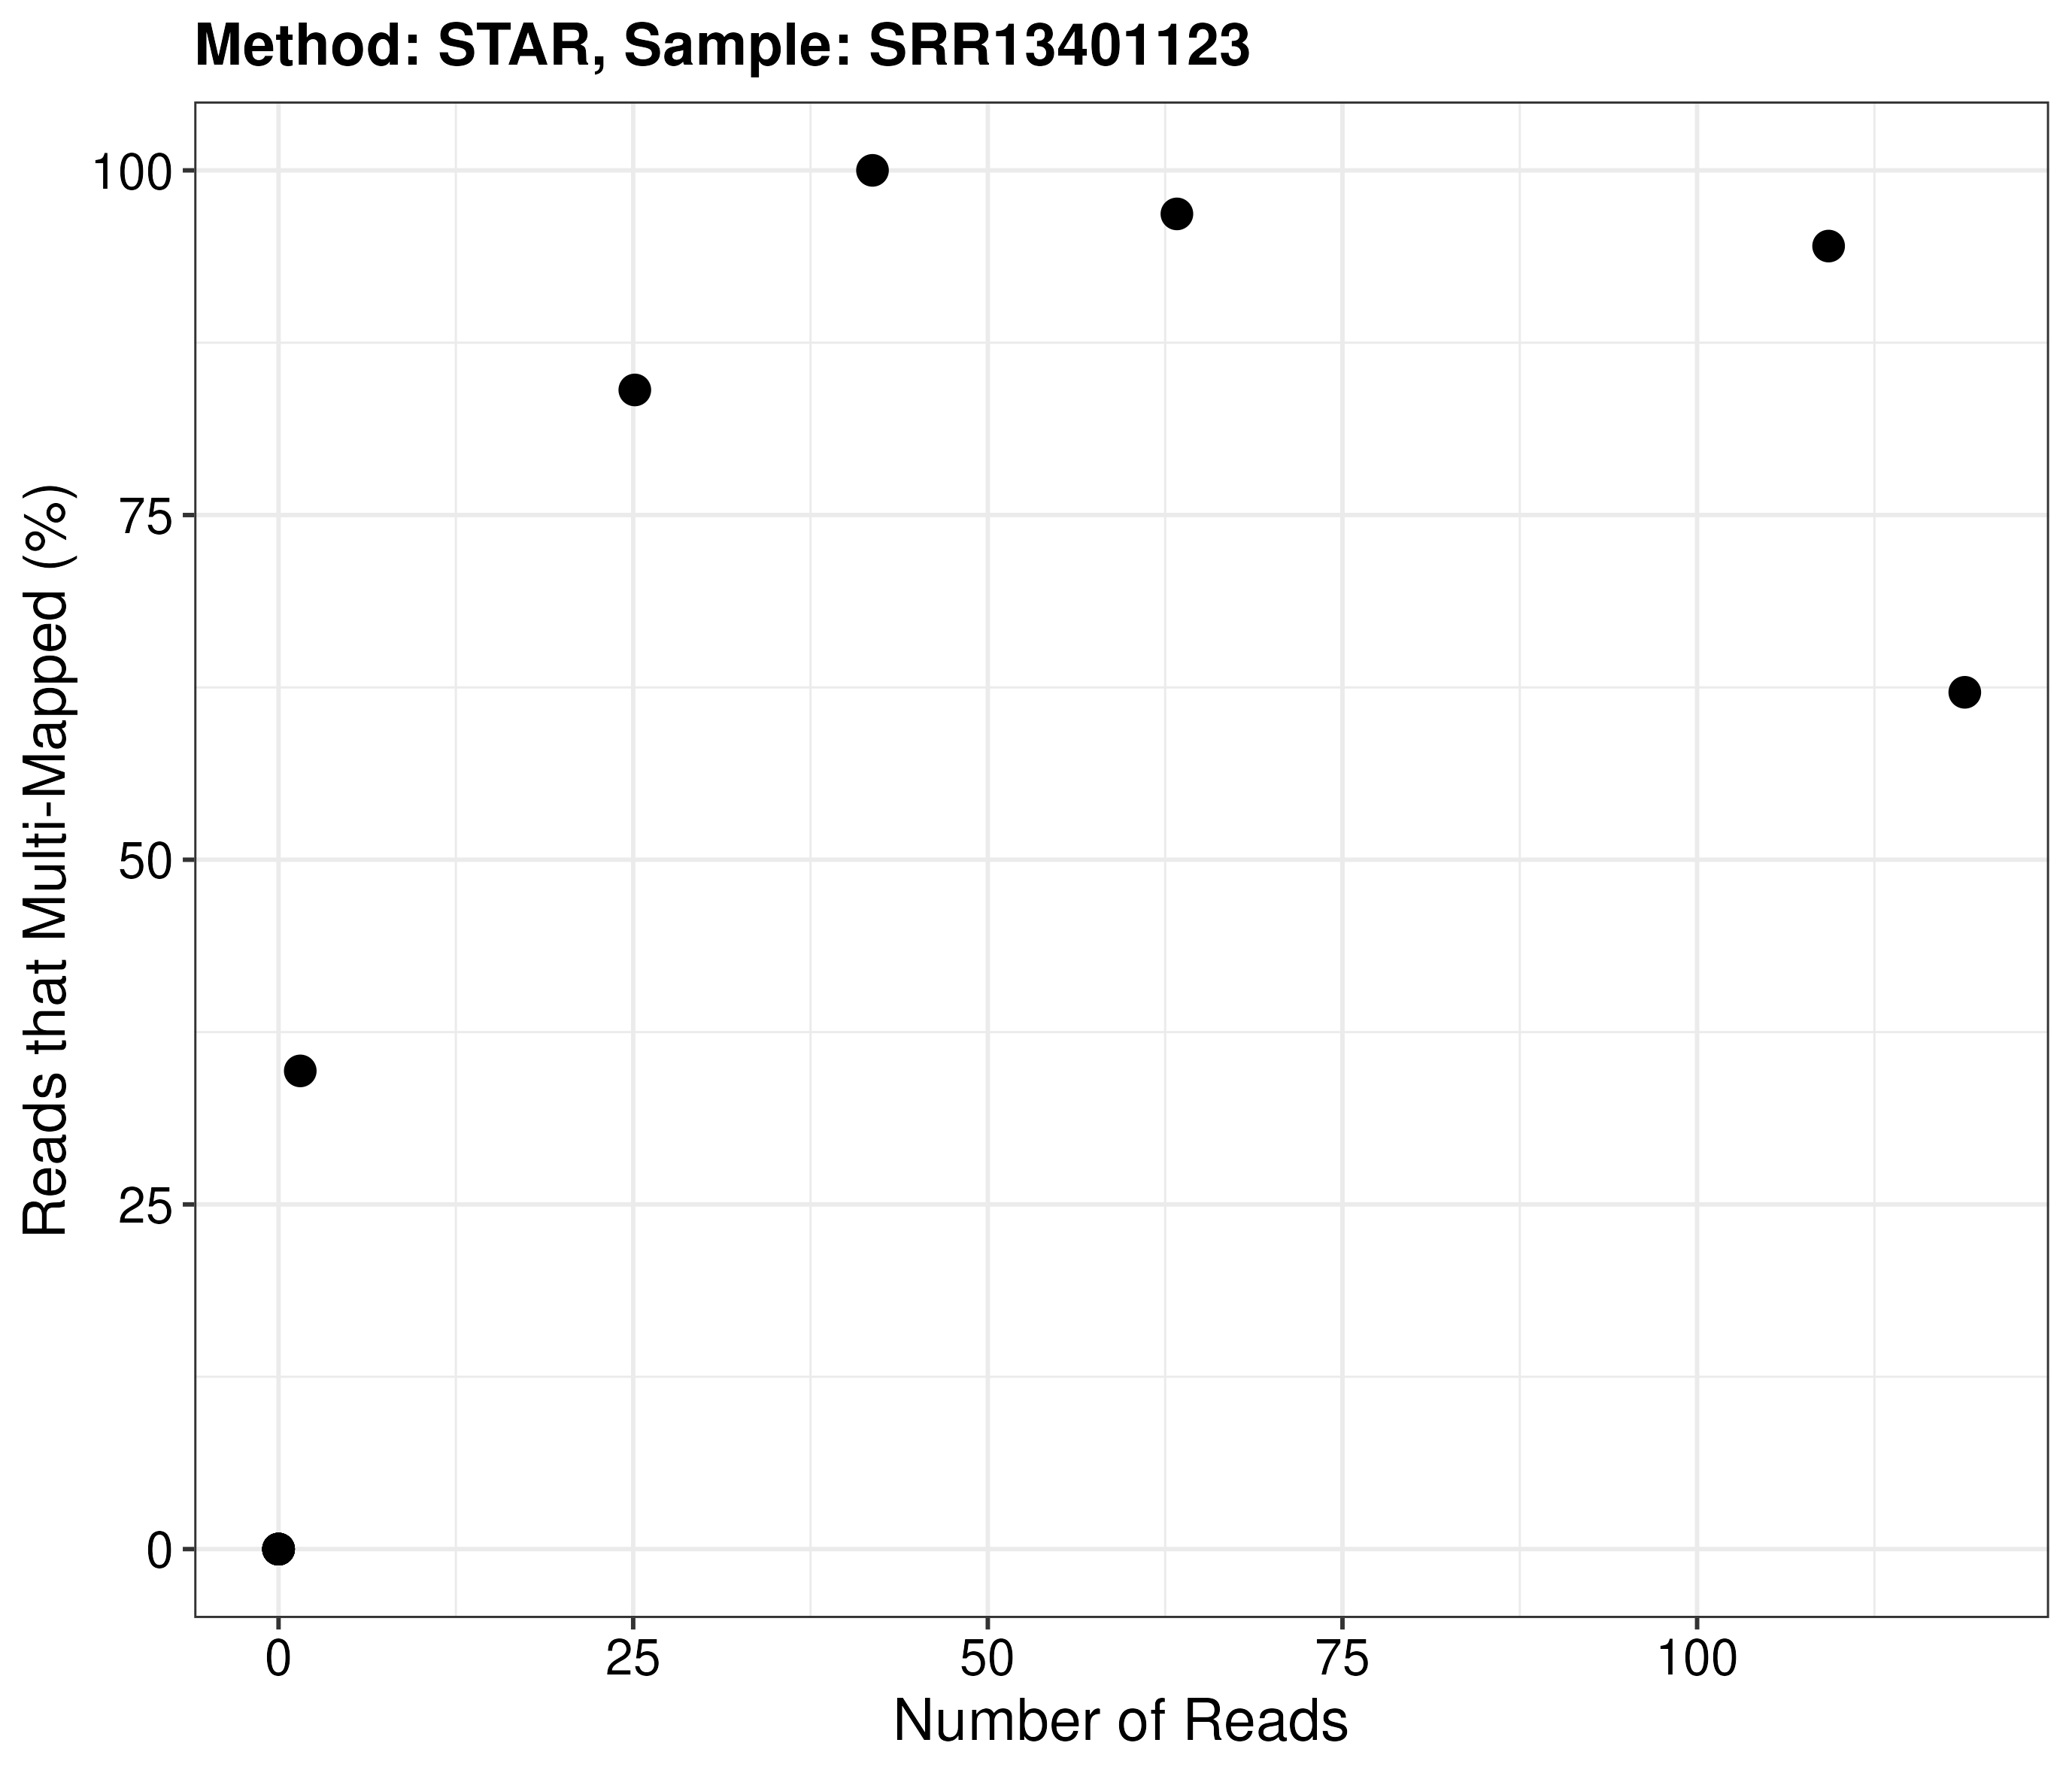 Method: STAR, Sample: SRR13401123
Reads that Multi-Mapped (%)
100
75
50
25
0
0 25 50 75 100
Number of Reads